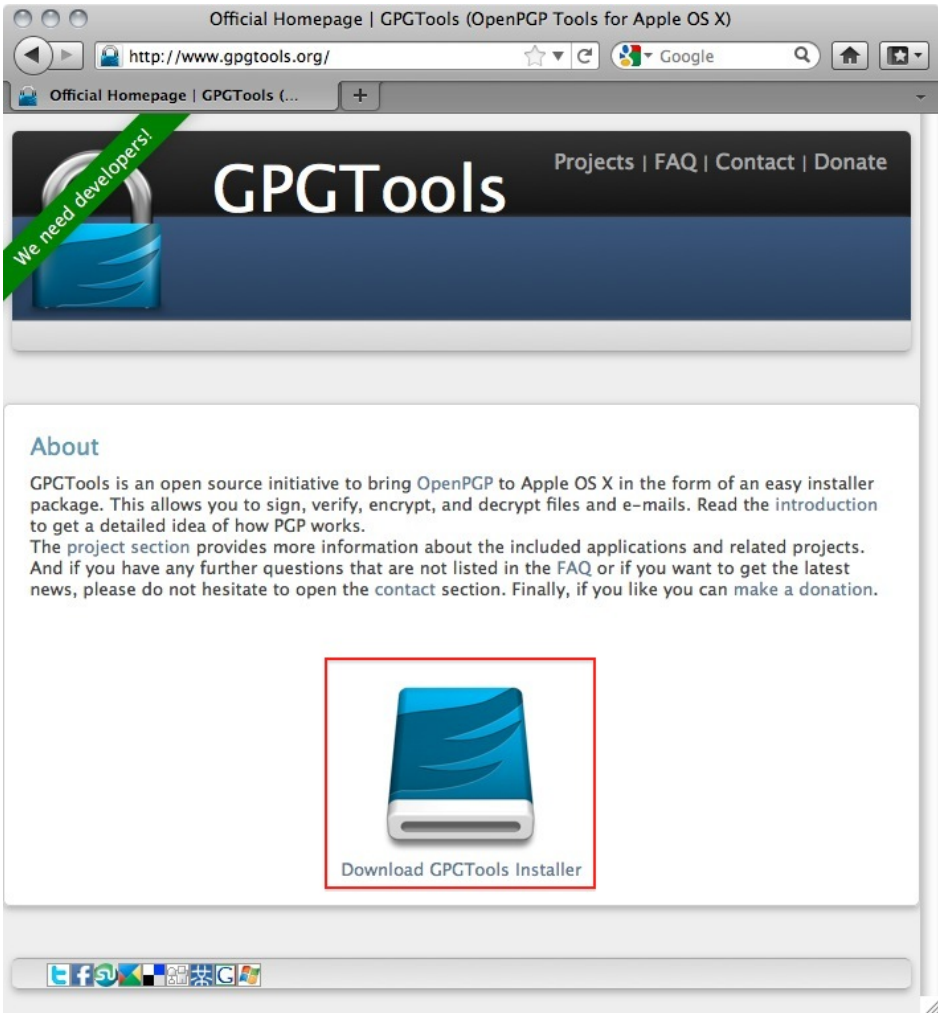 Official Homepage | GPGTools (OpenPGP Tools for Apple OS X)
http://www.gpgtools.org/
Google
Official Homepage | GPGTools (...
We need developers!
GPGTools
Projects | FAQ | Contact | Donate
About
GPGTools is an open source initiative to bring OpenPGP to Apple OS X in the form of an easy installer
package. This allows you to sign, verify, encrypt, and decrypt files and e-mails. Read the introduction
to get a detailed idea of how PGP works.
The project section provides more information about the included applications and related projects.
And if you have any further questions that are not listed in the FAQ or if you want to get the latest
news, please do not hesitate to open the contact section. Finally, if you like you can make a donation.
Download GPGTools Installer